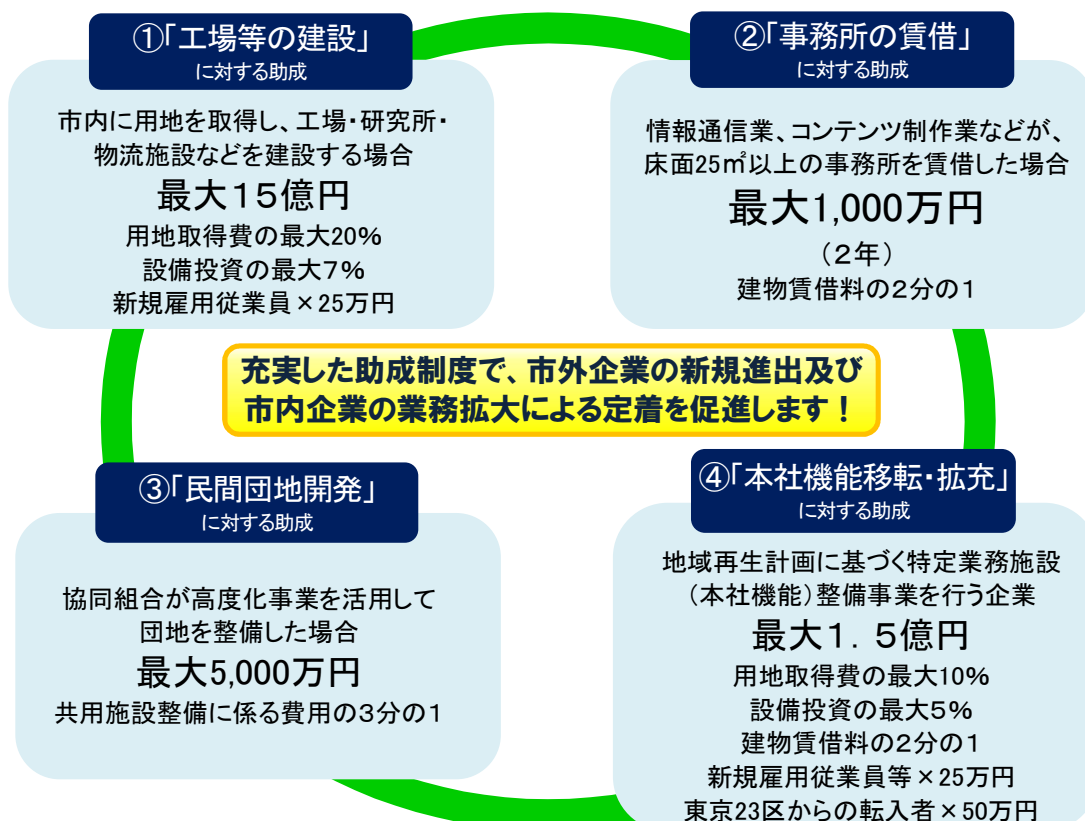 ①「工場等の建設」
に対する助成
市内に用地を取得し、工場・研究所・
物流施設などを建設する場合
最大15億円
用地取得費の最大20%
設備投資の最大7%
新規雇用従業員×25万円
②「事務所の賃借」
に対する助成
情報通信業、コンテンツ制作業などが、
床面25㎡以上の事務所を賃借した場合
最大1,000万円
(2年)
建物賃借料の2分の1
充実した助成制度で、市外企業の新規進出及び
市内企業の業務拡大による定着を促進します!
③「民間団地開発」
に対する助成
協同組合が高度化事業を活用して
団地を整備した場合
最大5,000万円
共用施設整備に係る費用の3分の1
④「本社機能移転・拡充」
に対する助成
地域再生計画に基づく特定業務施設
(本社機能)整備事業を行う企業
最大1.5億円
用地取得費の最大10%
設備投資の最大5%
建物賃借料の2分の1
新規雇用従業員等×25万円
東京23区からの転入者×50万円